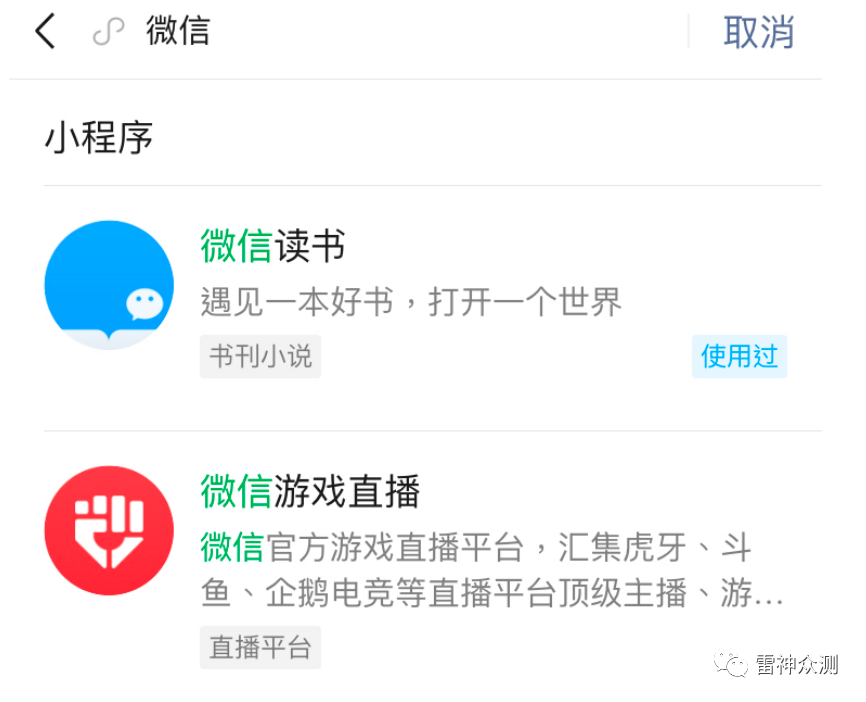 微信
取消
小程序
微信读书
遇见一本好书，打开一个世界
书刊小说
使用过
微信游戏直播
微信官方游戏直播平台，汇集虎牙、斗
鱼、企鹅电竞等直播平台顶级主播、游...
直播平台
雷神众测